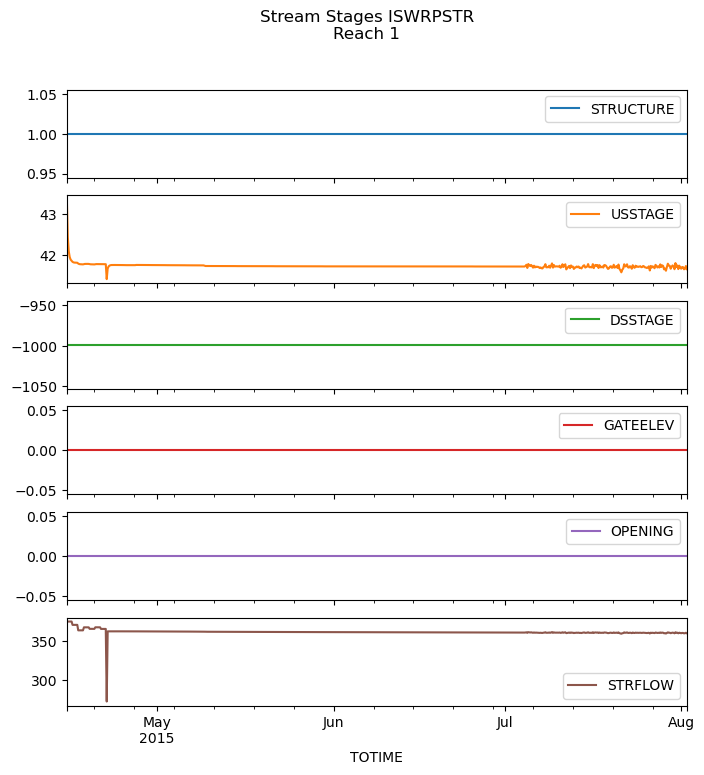 Stream Stages ISWRPSTR
Reach 1
1.05
1.00
0.95
STRUCTURE
43
42
USSTAGE
−950
−1000
−1050
DSSTAGE
0.05
0.00
−0.05
GATEELEV
0.05
0.00
−0.05
OPENING
350
300
STRFLOW
May
2015
Jun
Jul
Aug
TOTIME